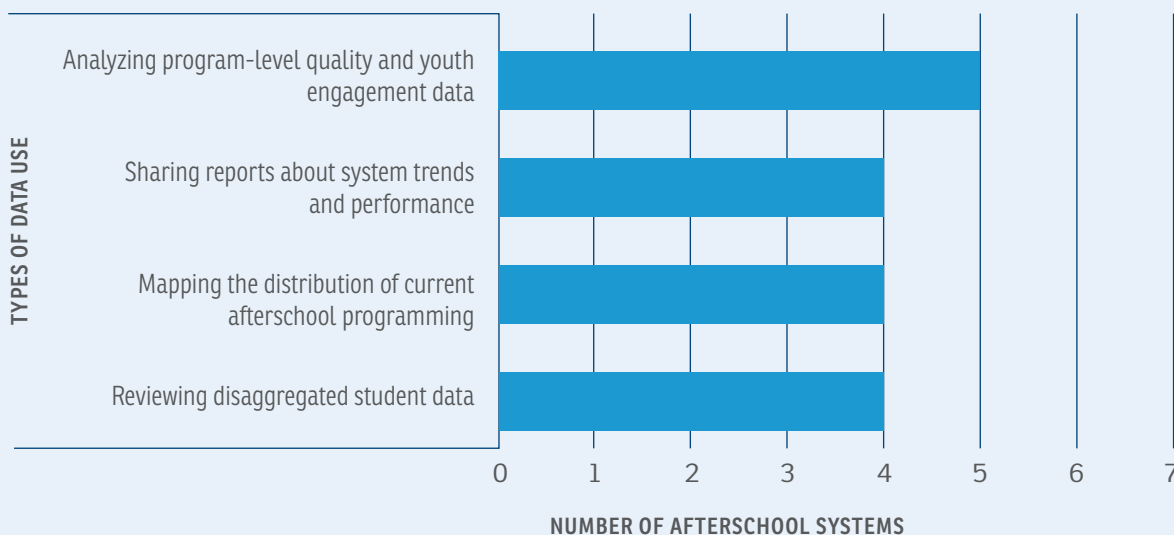 TYPES OF DATA USE
Analyzing program-level quality and youth
engagement data
Sharing reports about system trends
and performance
Mapping the distribution of current
afterschool programming
Reviewing disaggregated student data
0 1 2 3 4 5 6 7
NUMBER OF AFTERSCHOOL SYSTEMS